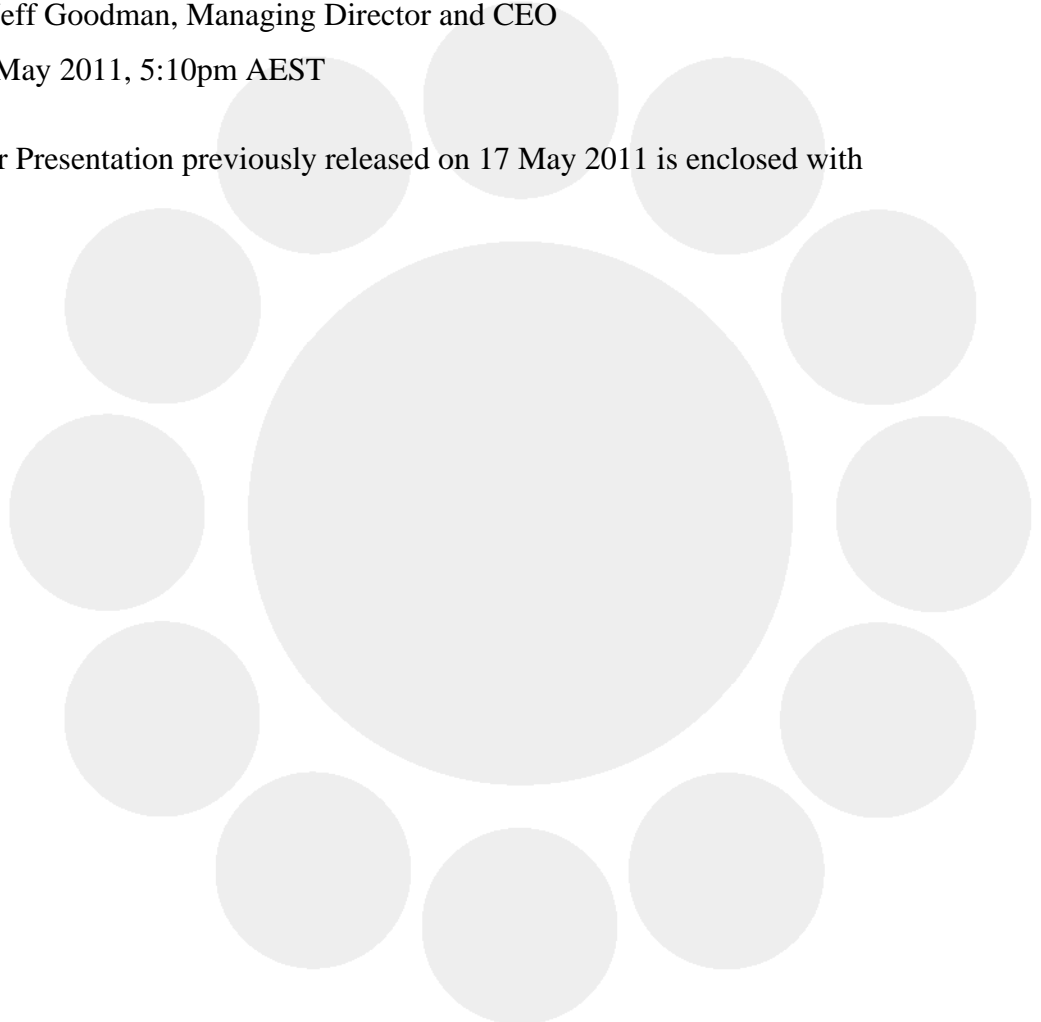 eff Goodman, Managing Director and CEO
May 2011, 5:10pm AEST
r Presentation previously released on 17 May 2011 is enclosed with